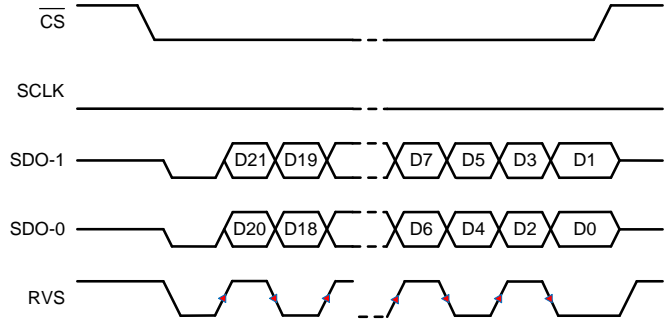 CS
SCLK
SDO-1 D21 D19 D7 D5 D3 D1
SDO-0 D20 D18 D6 D4 D2 D0
RVS